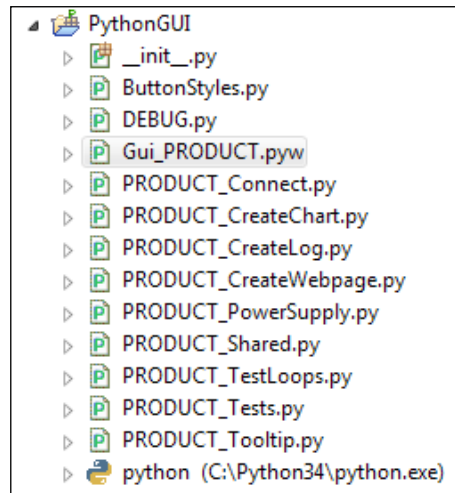 PythonGUI
__init__.py
ButtonStyles.py
DEBUG.py
Gui_PRODUCT.pyw
PRODUCT_Connect.py
PRODUCT_CreateChart.py
PRODUCT_CreateLog.py
PRODUCT_CreateWebpage.py
PRODUCT_PowerSupply.py
PRODUCT_Shared.py
PRODUCT_TestLoops.py
PRODUCT_Tests.py
PRODUCT_Tooltip.py
python (C:\Python34\python.exe)